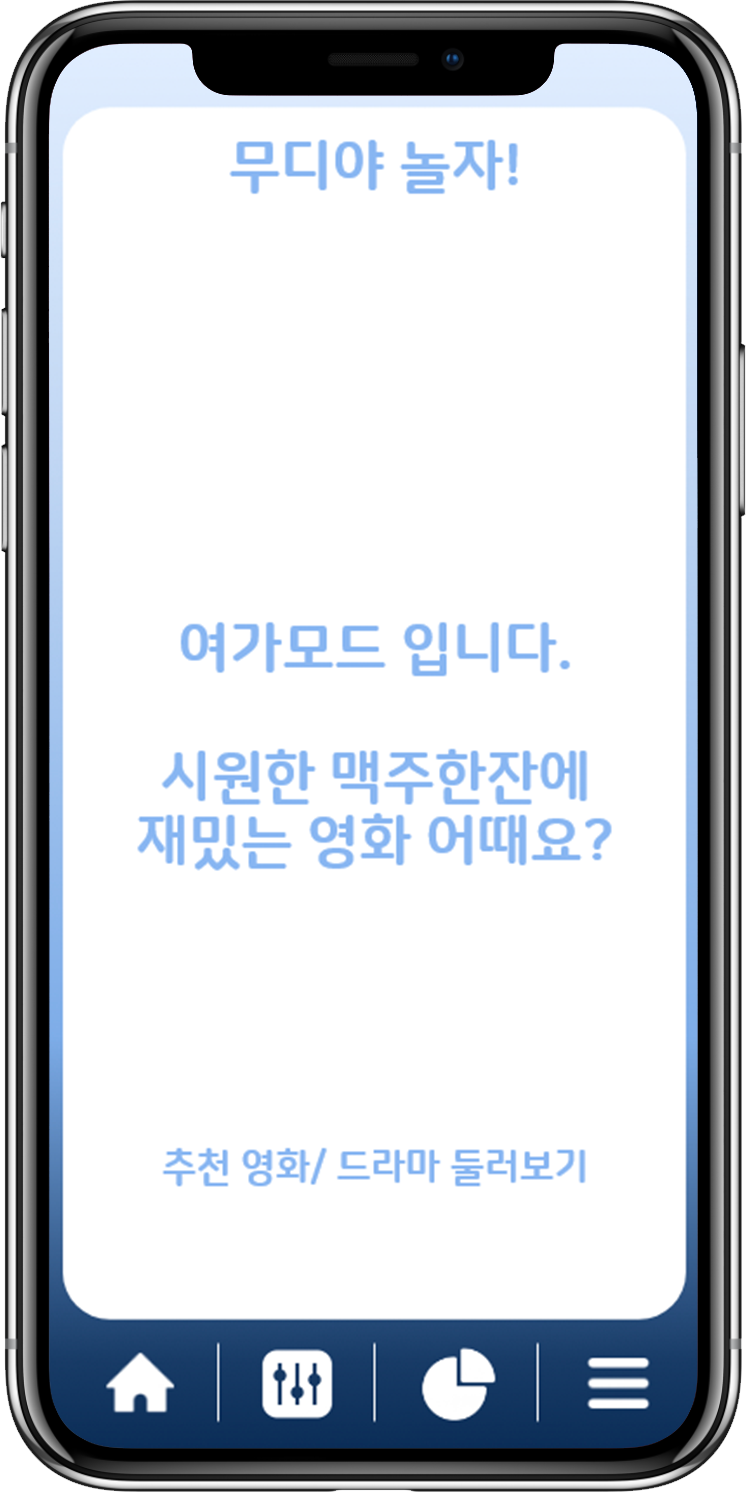 무디야 놀자!
여가모드 입니다.
시원한 맥주한잔에
재밌는 영화 어때요?
추천 영화/ 드라마 둘러보기